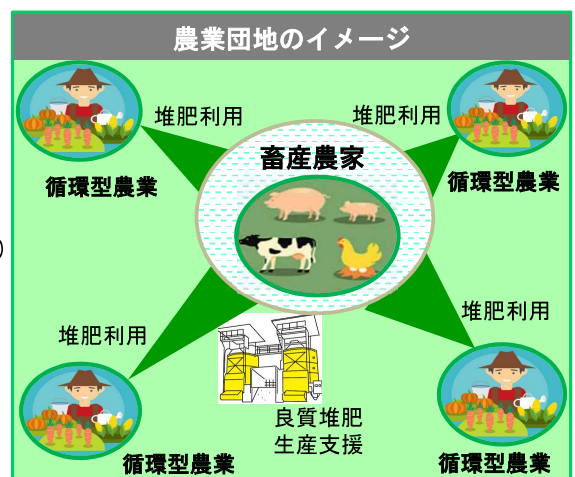 農業団地のイメージ
堆肥利用
堆肥利用
畜産農家
循環型農業
循環型農業
)
堆肥利用
堆肥利用
良質堆肥
生産支援
循環型農業
循環型農業